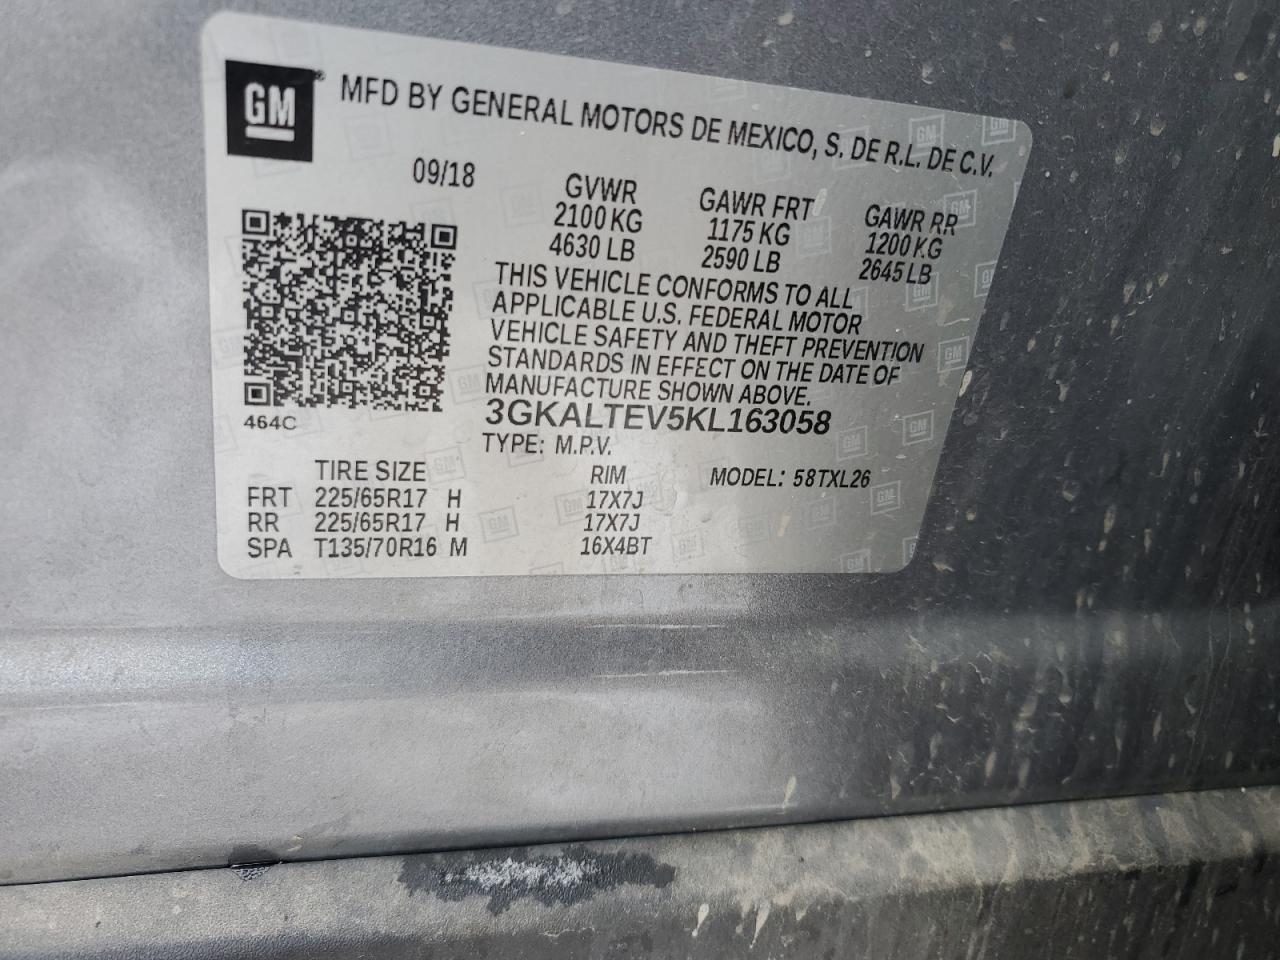 GM
MFD BY GENERAL MOTORS DE MEXICO, S. DE R.L. DE C.V.
09/18
GVWR GAWR FRT GAWR RR
2100 KG 1175 KG 1200 KG
4630 LB 2590 LB 2645 LB
THIS VEHICLE CONFORMS TO ALL
APPLICABLE U.S. FEDERAL MOTOR
VEHICLE SAFETY AND THEFT PREVENTION
STANDARDS IN EFFECT ON THE DATE OF
MANUFACTURE SHOWN ABOVE.
464C
3GKALTEV5KL163058
TYPE: M.P.V.
TIRE SIZE RIM MODEL: 58TXL26
FRT 225/65R17 H 17X7J
RR 225/65R17 H 17X7J
SPA T135/70R16 M 16X4BT